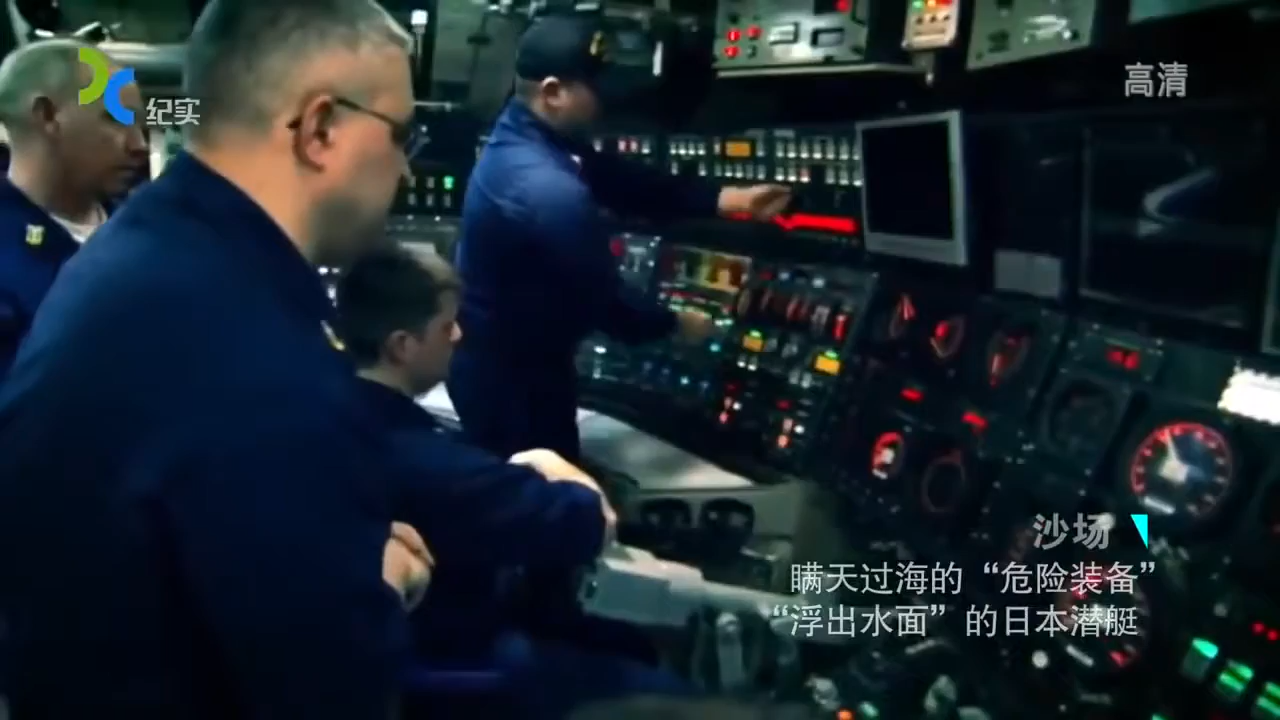 纪实
高清
沙场
瞒天过海的“危险装备”
“浮出水面”的日本潜艇